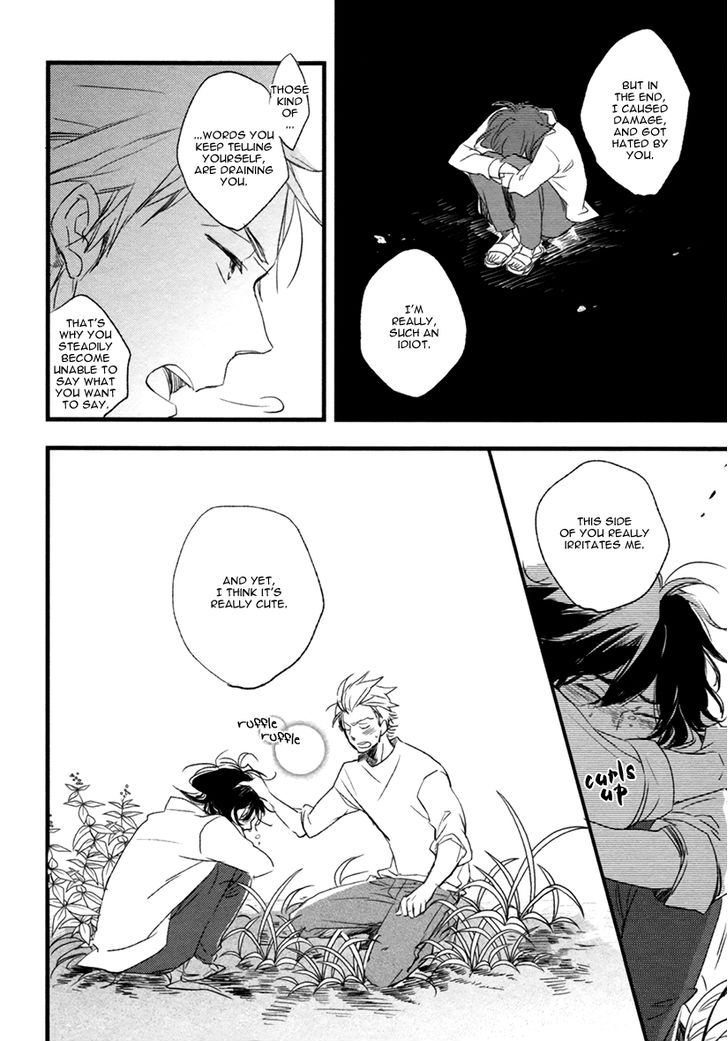 BUT IN
THE END,
I CAUSED
DAMAGE,
AND GOT
HATED BY
YOU.
I'M
REALLY,
SUCH AN
IDIOT.
THOSE
KIND OF
...
...WORDS YOU
KEEP TELLING
YOURSELF,
ARE DRAINING
YOU.
THAT'S
WHY YOU
STEADILY
BECOME
UNABLE TO
SAY WHAT
YOU WANT
TO SAY.
THIS SIDE
OF YOU REALLY
IRRITATES ME.
curls
up
AND YET,
I THINK IT'S
REALLY CUTE.
ruffle
ruffle